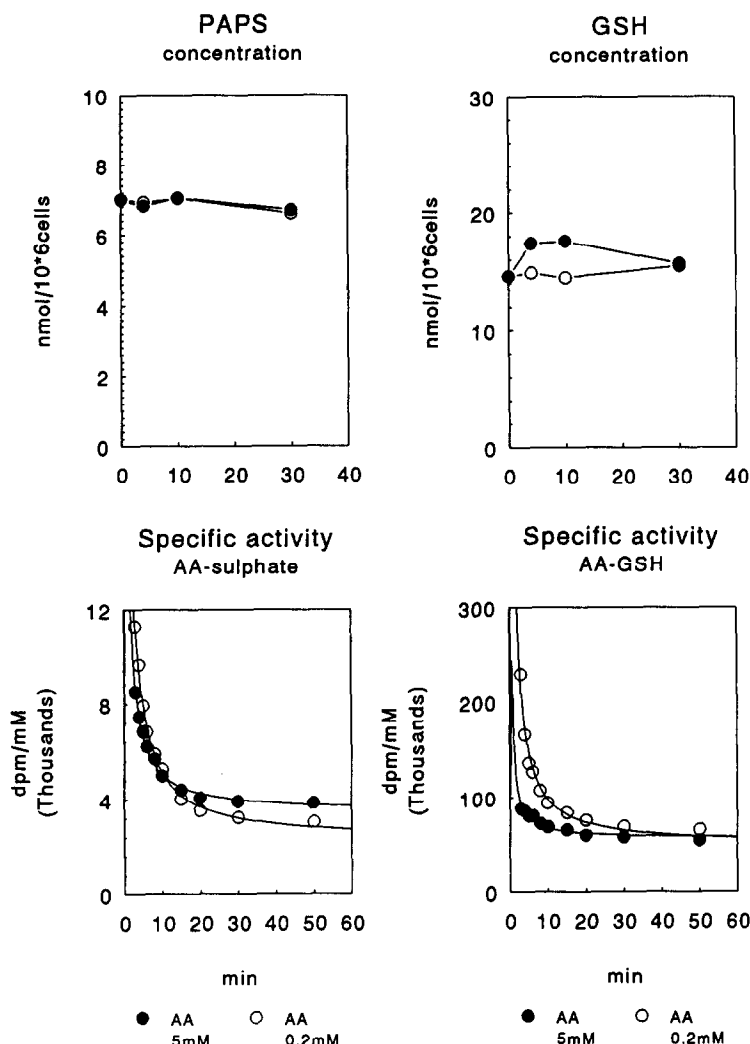 PAPS
concentration
GSH
concentration
10
8
6
4
2
0
nmol/10*6cells
0 10 20 30 40
30
20
10
0
nmol/10*6cells
0 10 20 30 40
Specific activity
AA-sulphate
Specific activity
AA-GSH
12
8
4
0
dpm/mM
(Thousands)
0 10 20 30 40 50 60
min
300
200
100
0
dpm/mM
(Thousands)
0 10 20 30 40 50 60
min
AA
5mM
AA
0.2mM
AA
5mM
AA
0.2mM